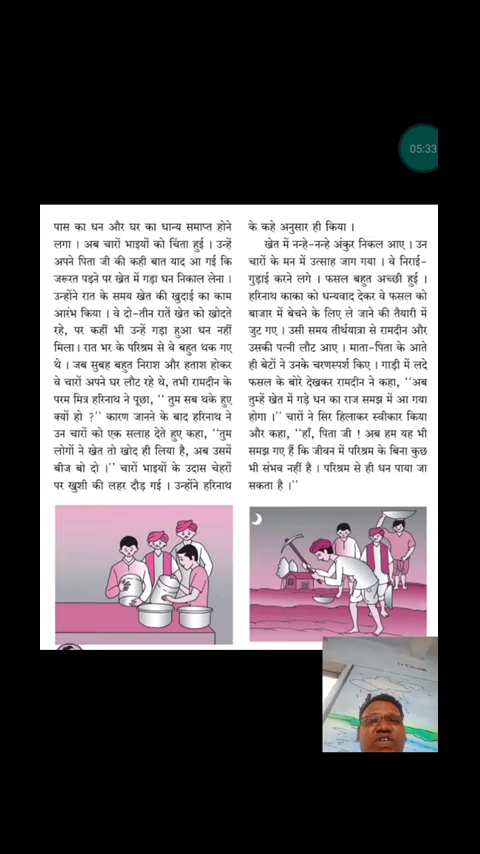 05:33
पास का धन और घर का धान्य समाप्त होने
लगा । अब चारों भाइयों को चिंता हुई । उन्हें
अपने पिता जी की कही बात याद आ गई कि
जरूरत पड़ने पर खेत में गड़ा धन निकाल लेना ।
उन्होंने रात के समय खेत की खुदाई का काम
आरंभ किया । वे दो-तीन रातें खेत को खोदते
रहे, पर कहीं भी उन्हें गड़ा हुआ धन नहीं
मिला। रात भर के परिश्रम से वे बहुत थक गए
थे । जब सुबह बहुत निराश और हताश होकर
वे चारों अपने घर लौट रहे थे, तभी रामदीन के
परम मित्र हरिनाथ ने पूछा, ‘‘ तुम सब थके हुए
क्यों हो ?’’ कारण जानने के बाद हरिनाथ ने
उन चारों को एक सलाह देते हुए कहा, ‘‘तुम
लोगों ने खेत तो खोद ही लिया है, अब उसमें
बीज बो दो ।’’ चारों भाइयों के उदास चेहरों
पर खुशी की लहर दौड़ गई । उन्होंने हरिनाथ
के कहे अनुसार ही किया ।
खेत में नन्हे-नन्हे अंकुर निकल आए । उन
चारों के मन में उत्साह जाग गया । वे निराई-
गुड़ाई करने लगे । फसल बहुत अच्छी हुई ।
हरिनाथ काका को धन्यवाद देकर वे फसल को
बाजार में बेचने के लिए ले जाने की तैयारी में
जुट गए । उसी समय तीर्थयात्रा से रामदीन और
उसकी पत्नी लौट आए । माता-पिता के आते
ही बेटों ने उनके चरणस्पर्श किए । गाड़ी में लदे
फसल के बोरे देखकर रामदीन ने कहा, ‘‘अब
तुम्हें खेत में गड़े धन का राज समझ में आ गया
होगा ।’’ चारों ने सिर हिलाकर स्वीकार किया
और कहा, ‘‘हाँ, पिता जी ! अब हम यह भी
समझ गए हैं कि जीवन में परिश्रम के बिना कुछ
भी संभव नहीं है । परिश्रम से ही धन पाया जा
सकता है ।’’